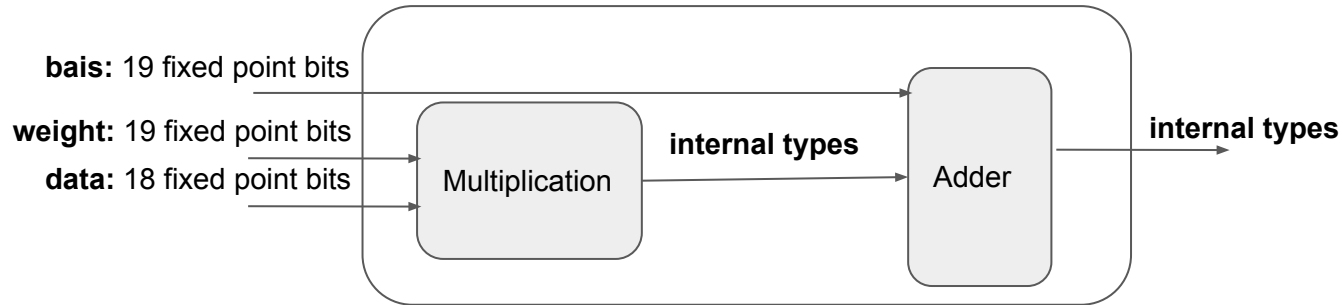 bais: 19 fixed point bits
weight: 19 fixed point bits
data: 18 fixed point bits
Multiplication
internal types
Adder
internal types